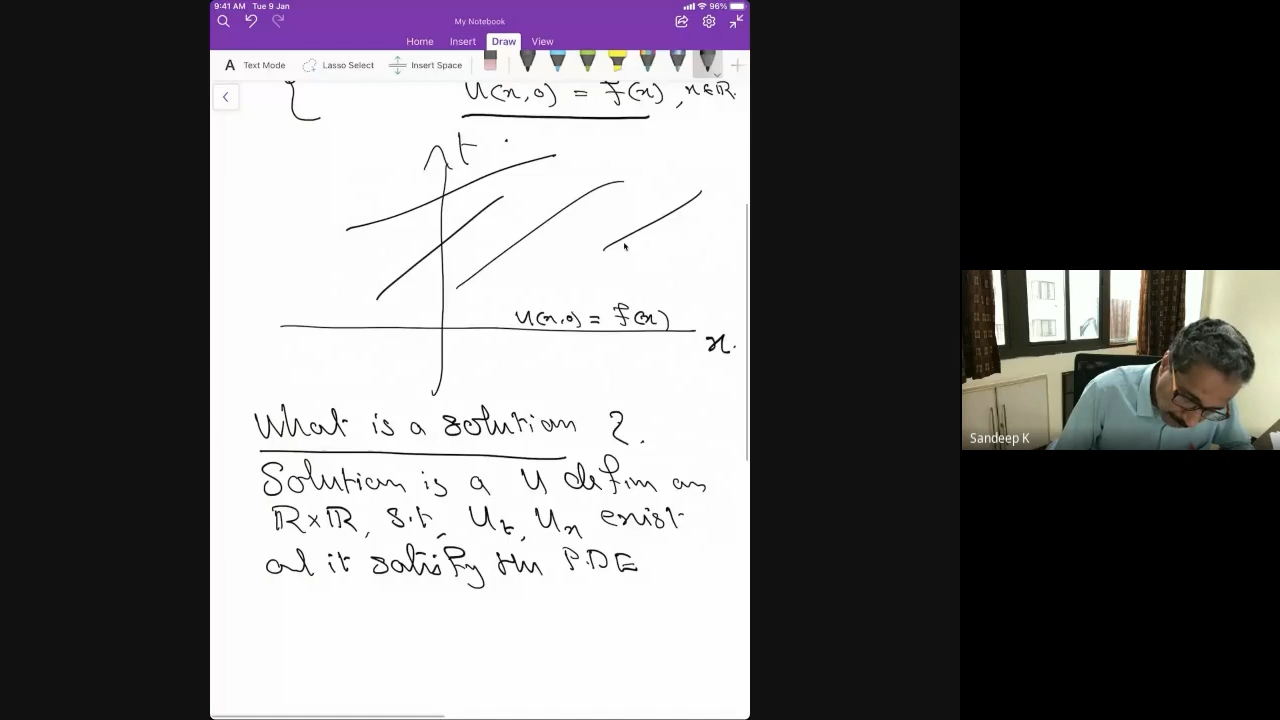 9:41 AM Tue 9 Jan
96%
My Notebook
Home Insert Draw View
A Text Mode Lasso Select Insert Space
U(x,0) = f(x), x∈ℝ.
t
U(x,0) = f(x)
x.
What is a solution ?.
Solution is a U defin on
ℝ×ℝ, s.t, U_t, U_x exist
and it satisfy the P.D.E
Sandeep K